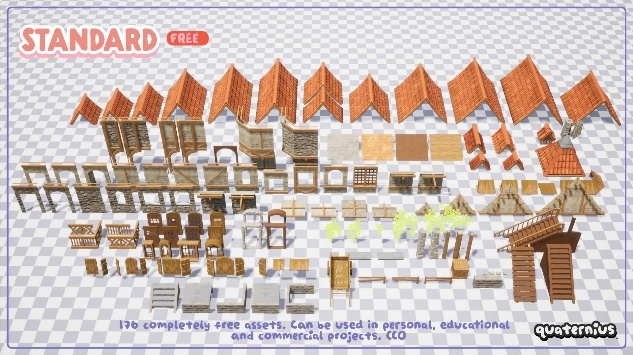 STANDARD
FREE
176 completely free assets. Can be used in personal, educational
and commercial projects. CC0
quaternius